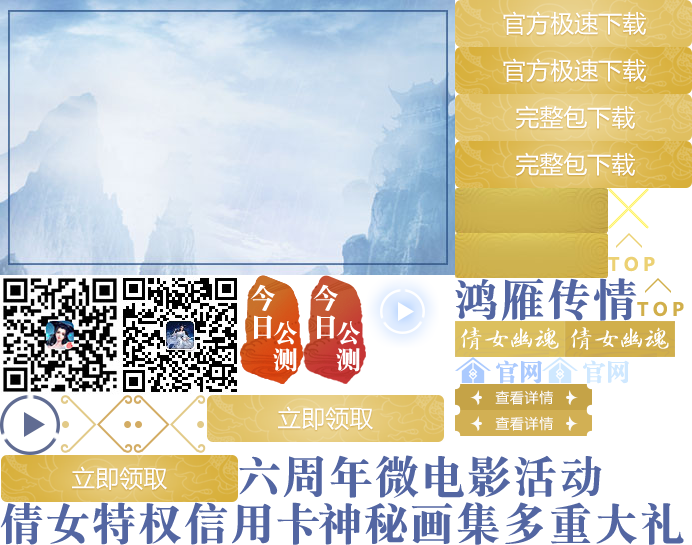 官方极速下载
官方极速下载
完整包下载
完整包下载
TOP
今日公测
今日公测
鸿雁传情
TOP
倩女幽魂 倩女幽魂
官网 官网
查看详情
立即领取
查看详情
立即领取
六周年微电影活动
倩女特权信用卡神秘画集多重大礼